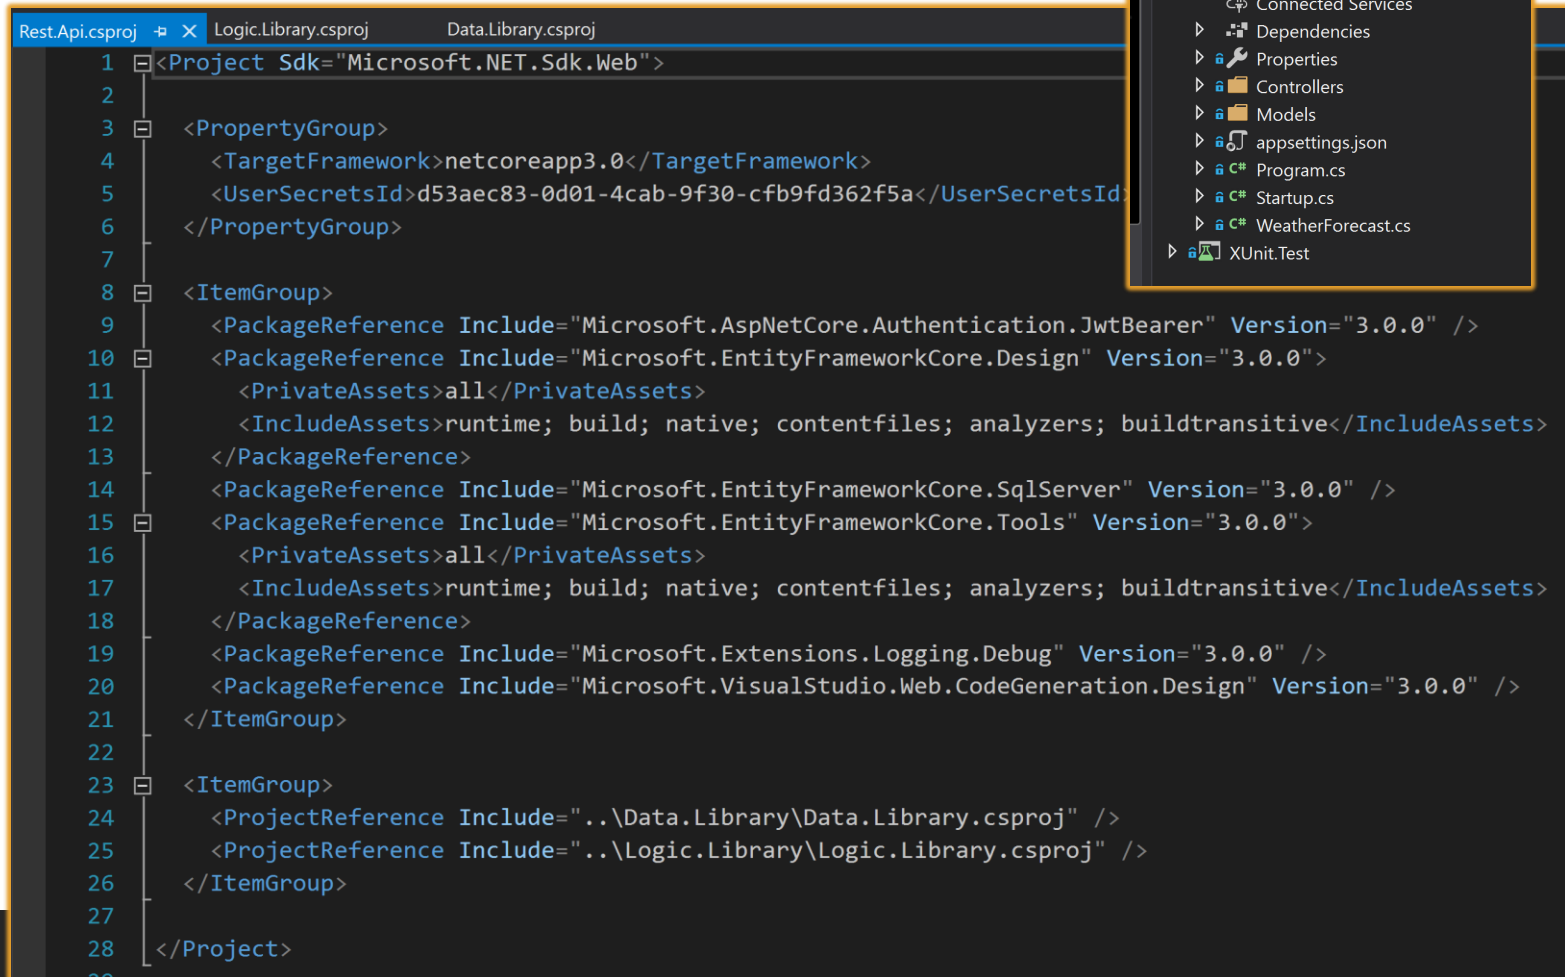 Rest.Api.csproj
Logic.Library.csproj
Data.Library.csproj
1 <Project Sdk="Microsoft.NET.Sdk.Web">
2
3 <PropertyGroup>
4 <TargetFramework>netcoreapp3.0</TargetFramework>
5 <UserSecretsId>d53aec83-0d01-4cab-9f30-cfb9fd362f5a</UserSecretsId>
6 </PropertyGroup>
7
8 <ItemGroup>
9 <PackageReference Include="Microsoft.AspNetCore.Authentication.JwtBearer" Version="3.0.0" />
10 <PackageReference Include="Microsoft.EntityFrameworkCore.Design" Version="3.0.0">
11 <PrivateAssets>all</PrivateAssets>
12 <IncludeAssets>runtime; build; native; contentfiles; analyzers; buildtransitive</IncludeAssets>
13 </PackageReference>
14 <PackageReference Include="Microsoft.EntityFrameworkCore.SqlServer" Version="3.0.0" />
15 <PackageReference Include="Microsoft.EntityFrameworkCore.Tools" Version="3.0.0">
16 <PrivateAssets>all</PrivateAssets>
17 <IncludeAssets>runtime; build; native; contentfiles; analyzers; buildtransitive</IncludeAssets>
18 </PackageReference>
19 <PackageReference Include="Microsoft.Extensions.Logging.Debug" Version="3.0.0" />
20 <PackageReference Include="Microsoft.VisualStudio.Web.CodeGeneration.Design" Version="3.0.0" />
21 </ItemGroup>
22
23 <ItemGroup>
24 <ProjectReference Include="..\Data.Library\Data.Library.csproj" />
25 <ProjectReference Include="..\Logic.Library\Logic.Library.csproj" />
26 </ItemGroup>
27
28 </Project>
Connected Services
Dependencies
Properties
Controllers
Models
appsettings.json
C# Program.cs
C# Startup.cs
C# WeatherForecast.cs
XUnit.Test